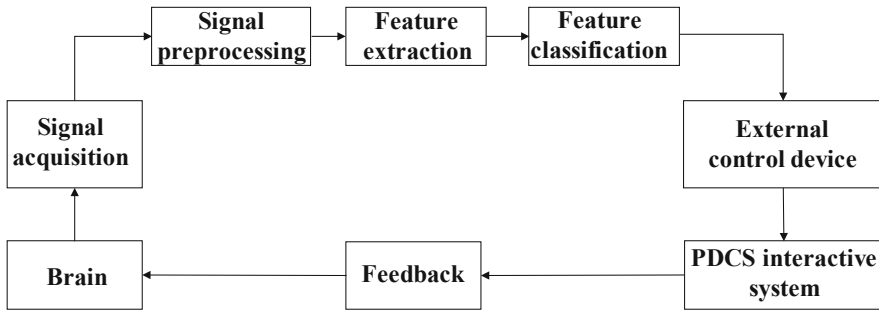 Signal
preprocessing
Feature
extraction
Feature
classification
Signal
acquisition
External
control device
Brain
Feedback
PDCS interactive
system